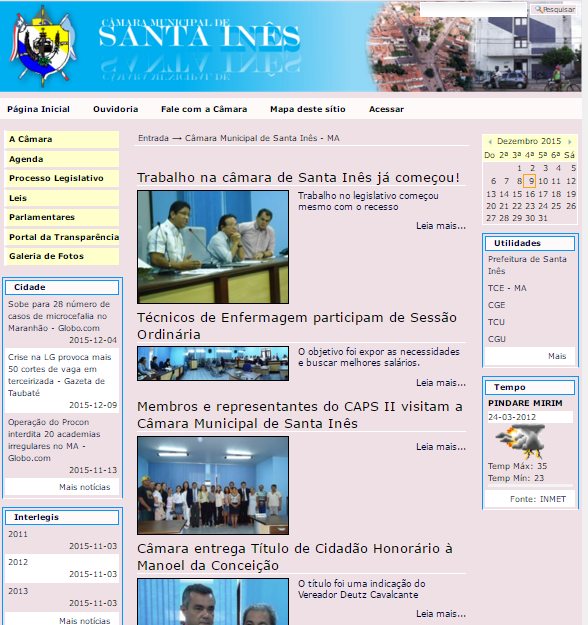 CÂMARA MUNICIPAL DE
SANTA INÊS
Pesquisar
Página Inicial Ouvidoria Fale com a Câmara Mapa deste sítio Acessar
A Câmara
Agenda
Processo Legislativo
Leis
Parlamentares
Portal da Transparência
Galeria de Fotos
Cidade
Sobe para 28 número de
casos de microcefalia no
Maranhão - Globo.com
2015-12-04
Crise na LG provoca mais
50 cortes de vaga em
terceirizada - Gazeta de
Taubaté
2015-12-09
Operação do Procon
interdita 20 academias
irregulares no MA -
Globo.com
2015-11-13
Mais notícias
Interlegis
2011
2015-11-03
2012
2015-11-03
2013
2015-11-03
Mais notícias
Entrada → Câmara Municipal de Santa Inês - MA
Trabalho na câmara de Santa Inês já começou!
Trabalho no legislativo começou
mesmo com o recesso
Leia mais...
Técnicos de Enfermagem participam de Sessão
Ordinária
O objetivo foi expor as necessidades
e buscar melhores salários.
Leia mais...
Membros e representantes do CAPS II visitam a
Câmara Municipal de Santa Inês
Leia mais...
Câmara entrega Título de Cidadão Honorário à
Manoel da Conceição
O título foi uma indicação do
Vereador Deutz Cavalcante
Leia mais...
« Dezembro 2015 »
Do 2ª 3ª 4ª 5ª 6ª Sá
1 2 3 4 5
6 7 8 9 10 11 12
13 14 15 16 17 18 19
20 21 22 23 24 25 26
27 28 29 30 31
Utilidades
Prefeitura de Santa
Inês
TCE - MA
CGE
TCU
CGU
Mais
Tempo
PINDARE MIRIM
24-03-2012
Temp Máx: 35
Temp Mín: 23
Fonte: INMET